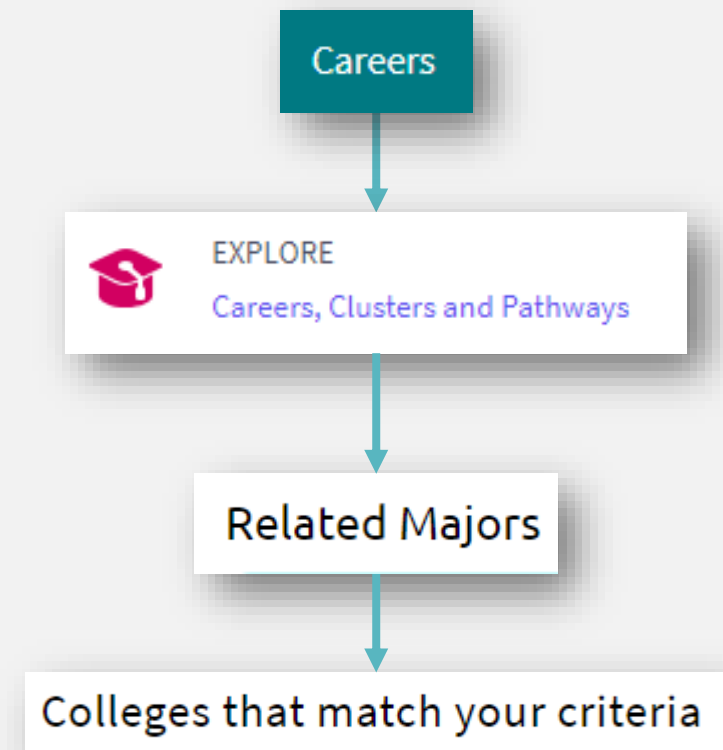 Careers
EXPLORE
Careers, Clusters and Pathways
Related Majors
Colleges that match your criteria